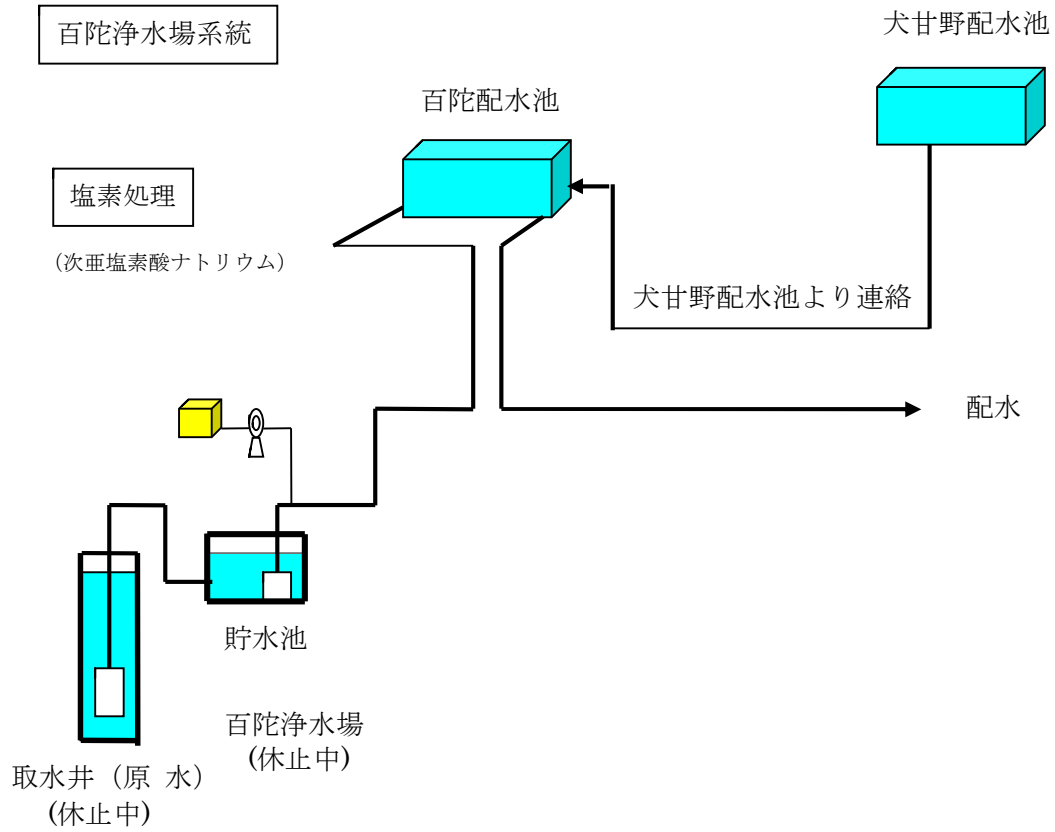 百陀浄水場系統
犬甘野配水池
百陀配水池
塩素処理
（次亜塩素酸ナトリウム）
犬甘野配水池より連絡
配水
貯水池
百陀浄水場
(休止中)
取水井（原 水）
(休止中)